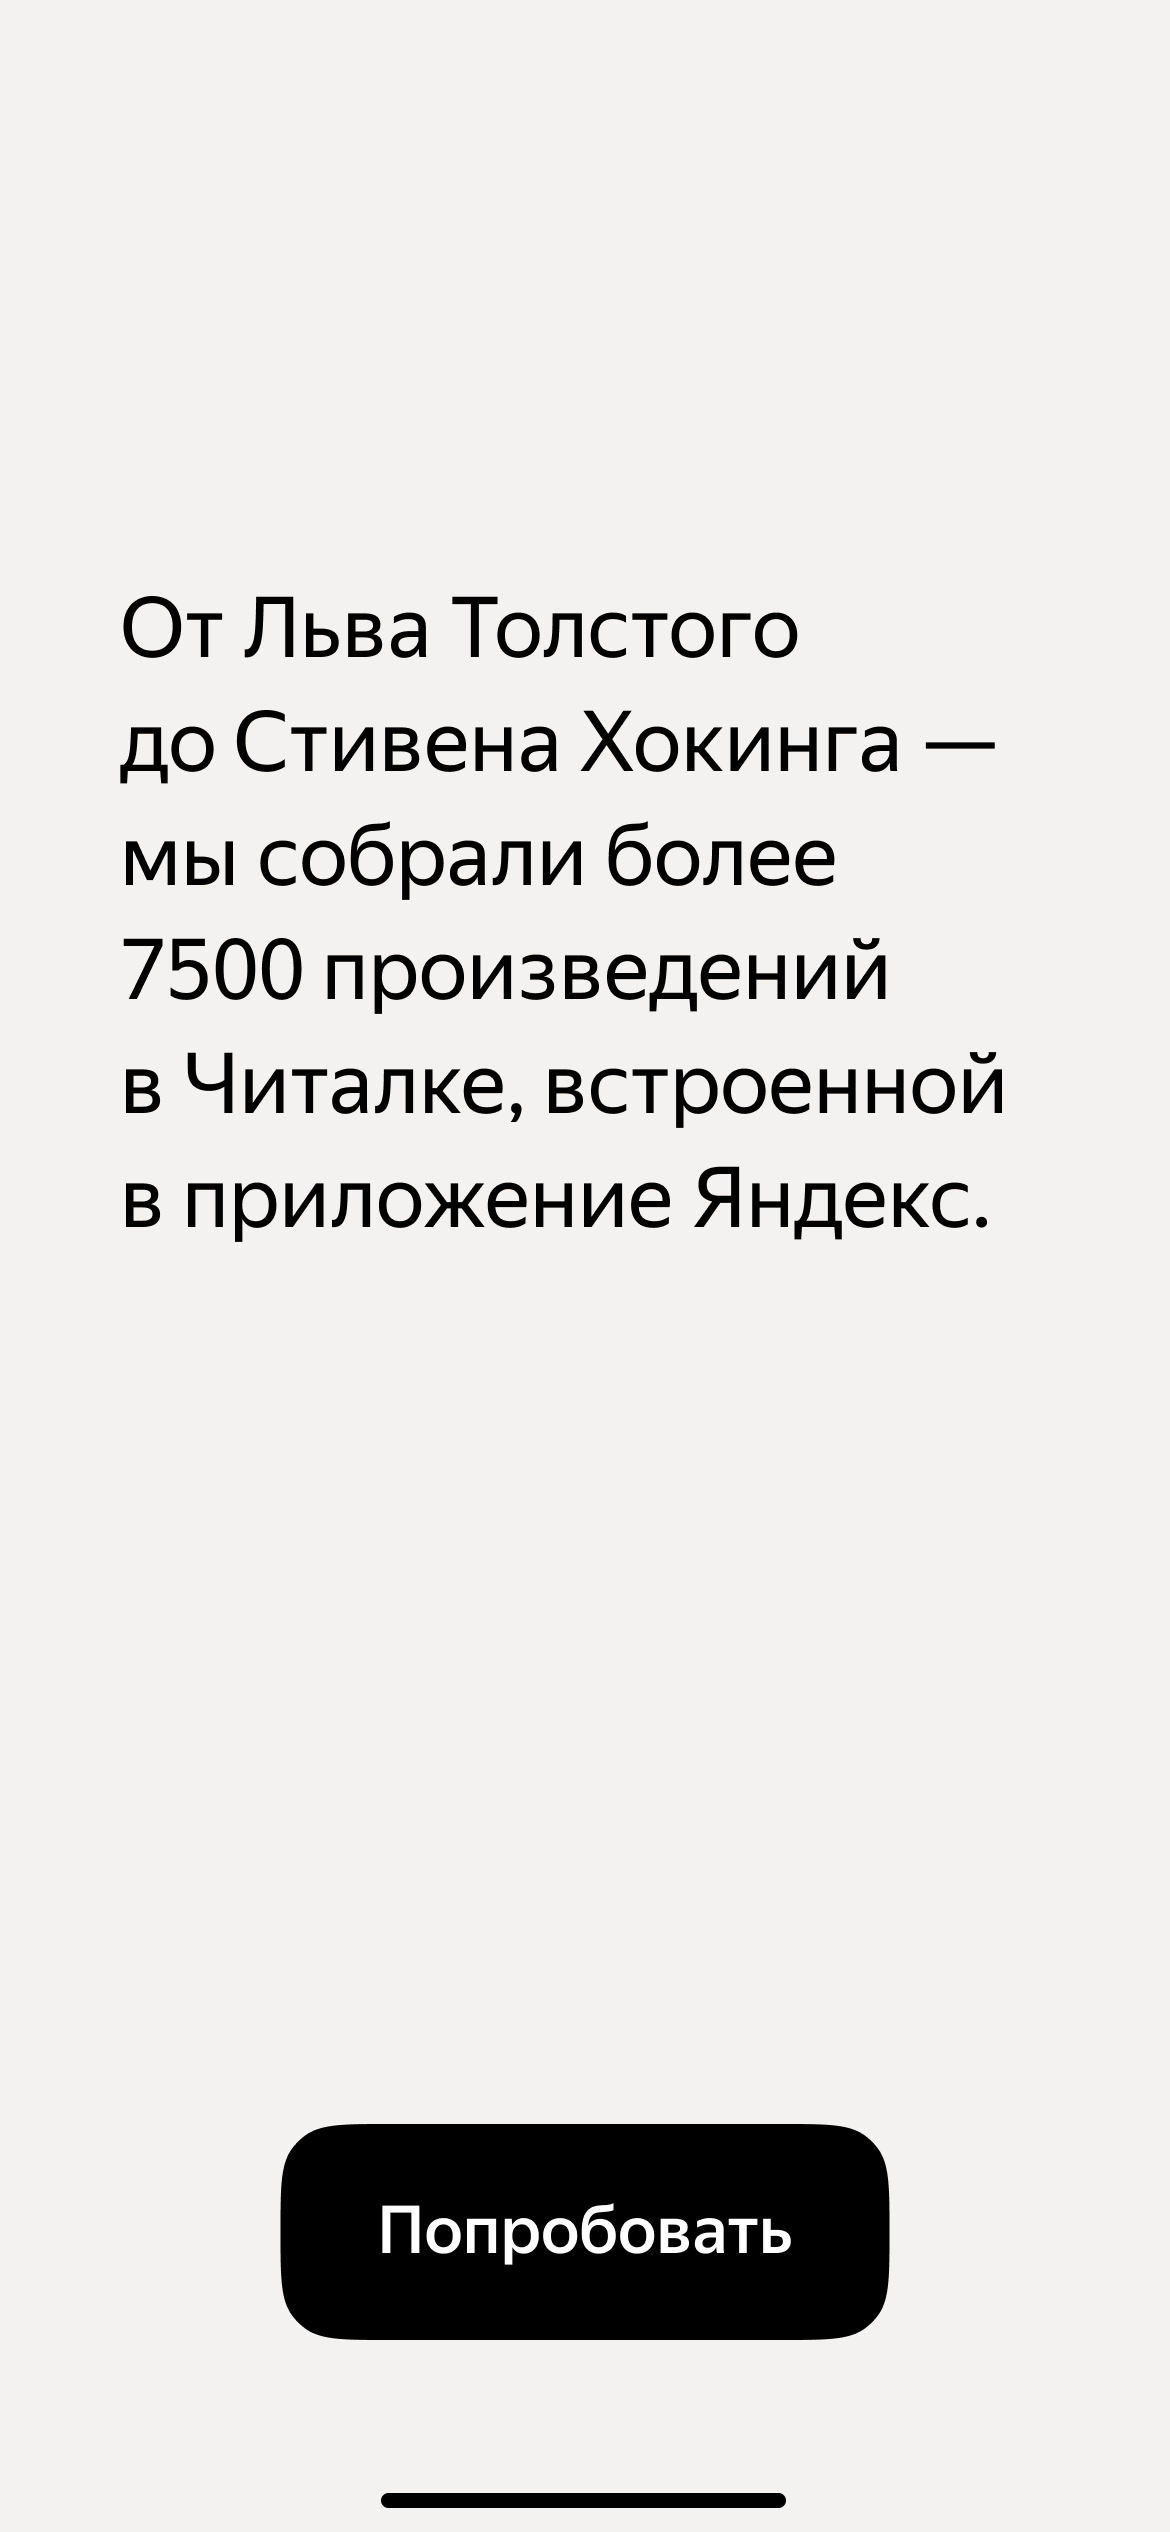 От Льва Толстого
до Стивена Хокинга —
мы собрали более
7500 произведений
в Читалке, встроенной
в приложение Яндекс.
Попробовать